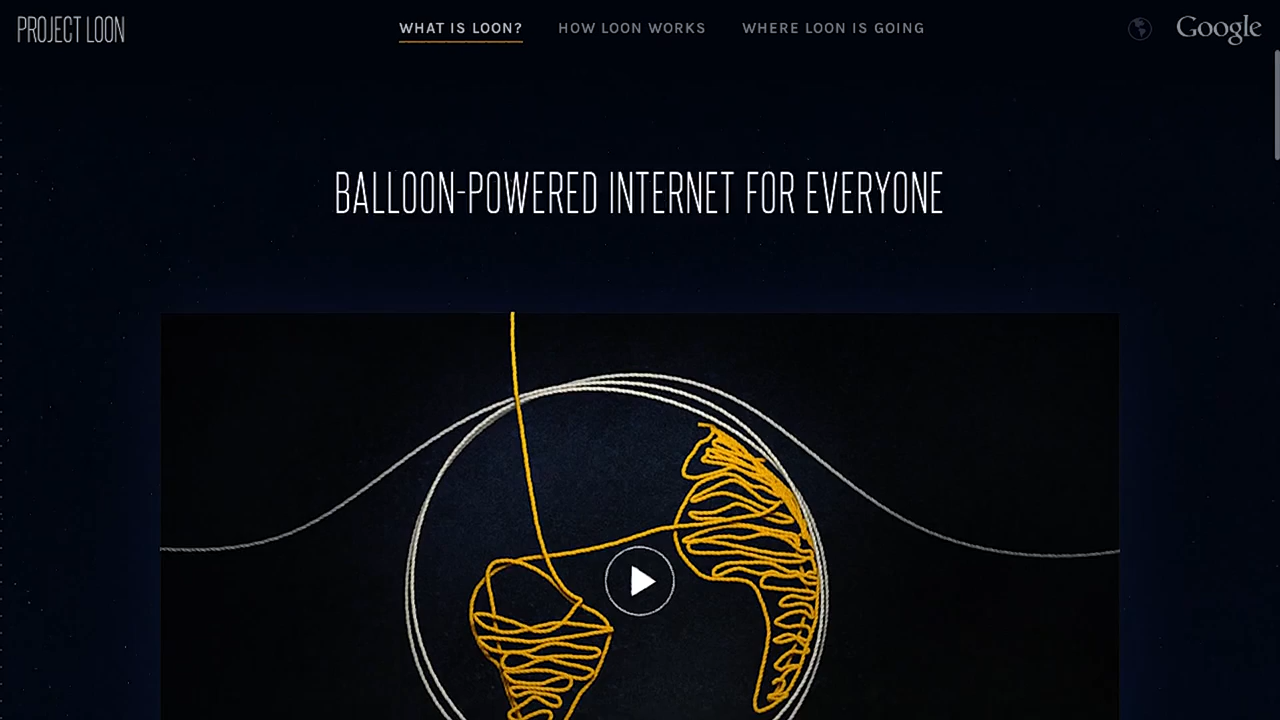 PROJECT LOON
WHAT IS LOON?
HOW LOON WORKS
WHERE LOON IS GOING
Google
BALLOON-POWERED INTERNET FOR EVERYONE